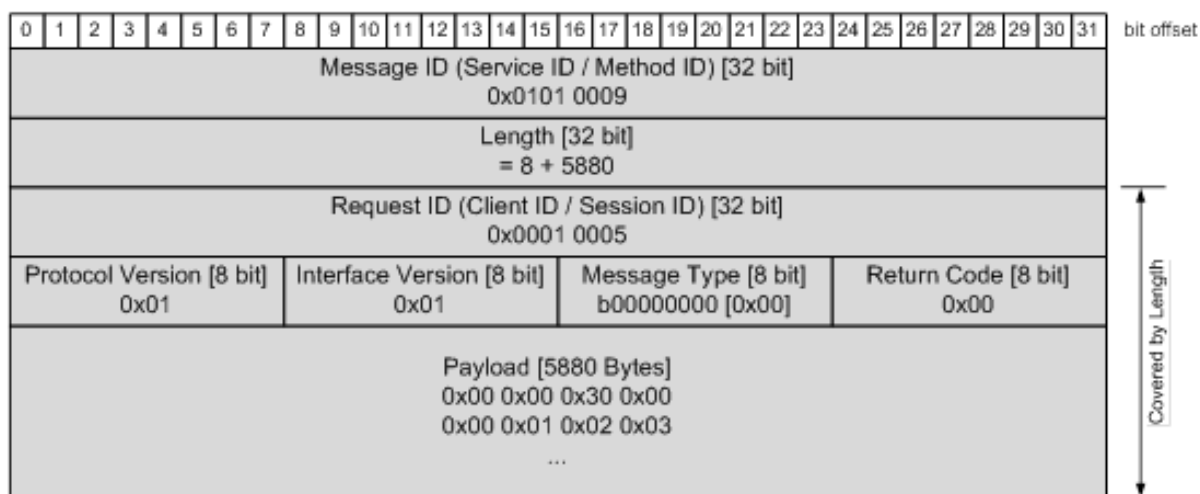 0 1 2 3 4 5 6 7 8 9 10 11 12 13 14 15 16 17 18 19 20 21 22 23 24 25 26 27 28 29 30 31 bit offset
Message ID (Service ID / Method ID) [32 bit]
0x0101 0009
Length [32 bit]
= 8 + 5880
Request ID (Client ID / Session ID) [32 bit]
0x0001 0005
Protocol Version [8 bit]
0x01
Interface Version [8 bit]
0x01
Message Type [8 bit]
b00000000 [0x00]
Return Code [8 bit]
0x00
Payload [5880 Bytes]
0x00 0x00 0x30 0x00
0x00 0x01 0x02 0x03
...
Covered by Length